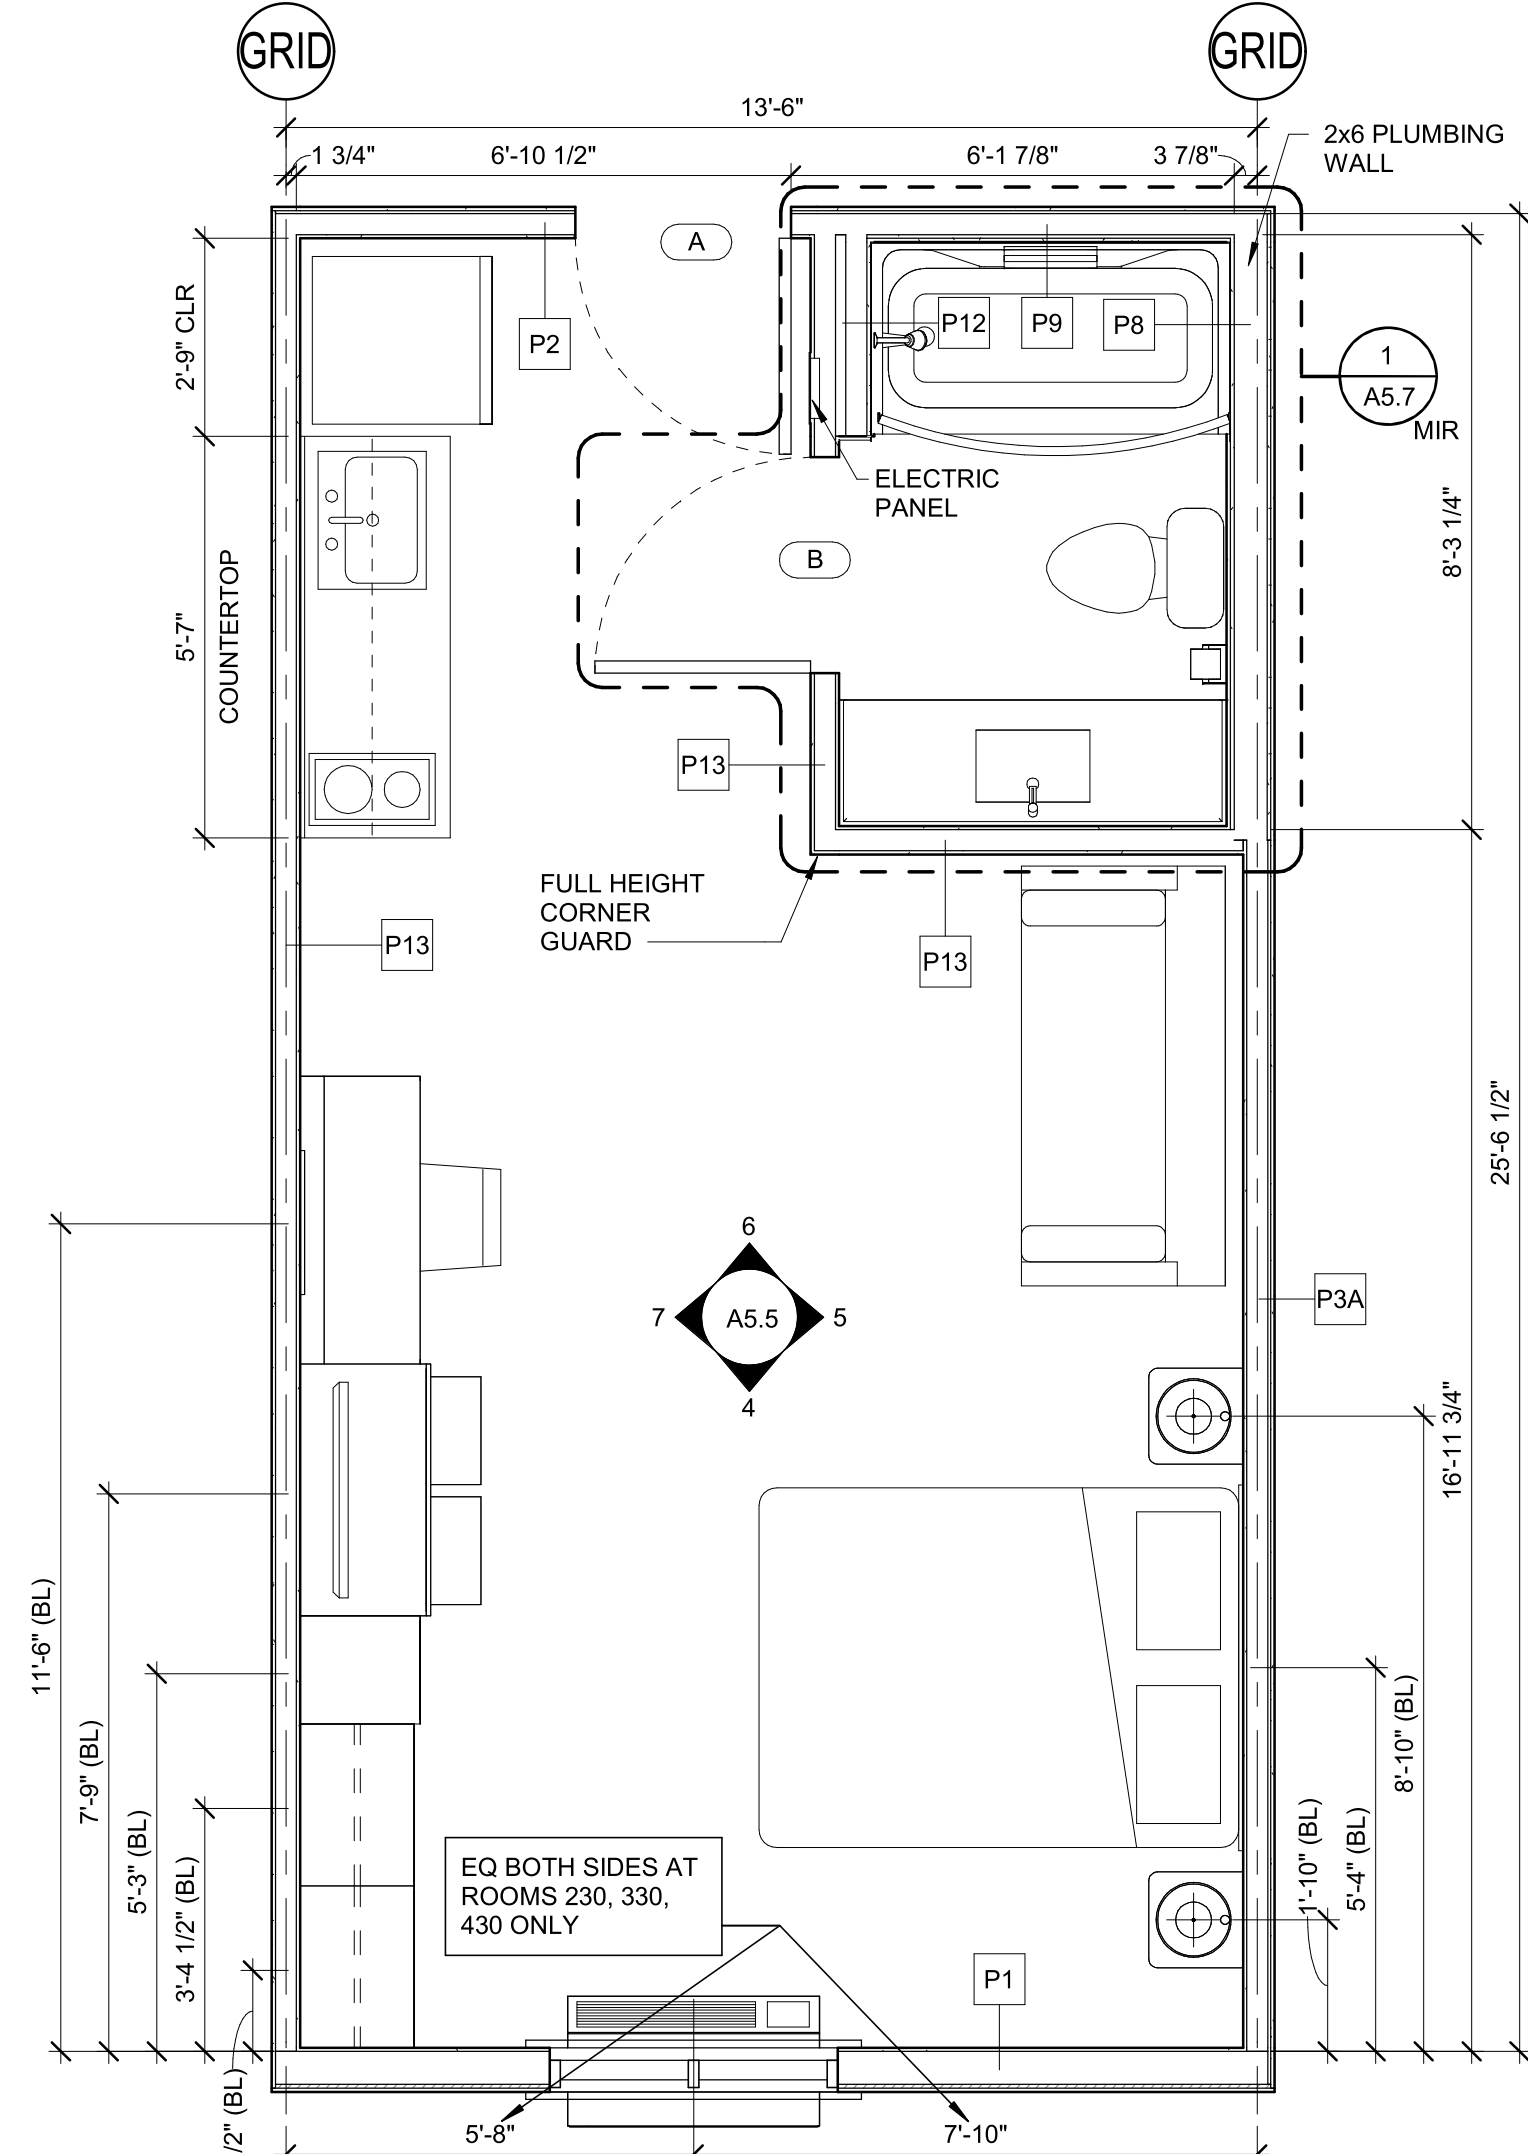 GRID
GRID
13'-6"
1 3/4"
6'-10 1/2"
6'-1 7/8"
3 7/8"
2x6 PLUMBING
WALL
A
2'-9" CLR
P2
P12
P9
P8
1
A5.7
MIR
ELECTRIC
PANEL
8'-3 1/4"
B
5'-7"
COUNTERTOP
P13
FULL HEIGHT
CORNER
GUARD
P13
P13
25'-6 1/2"
6
7
A5.5
5
4
P3A
16'-11 3/4"
11'-6" (BL)
7'-9" (BL)
5'-3" (BL)
3'-4 1/2" (BL)
8'-10" (BL)
5'-4" (BL)
1'-10" (BL)
EQ BOTH SIDES AT
ROOMS 230, 330,
430 ONLY
P1
/2" (BL)
5'-8"
7'-10"